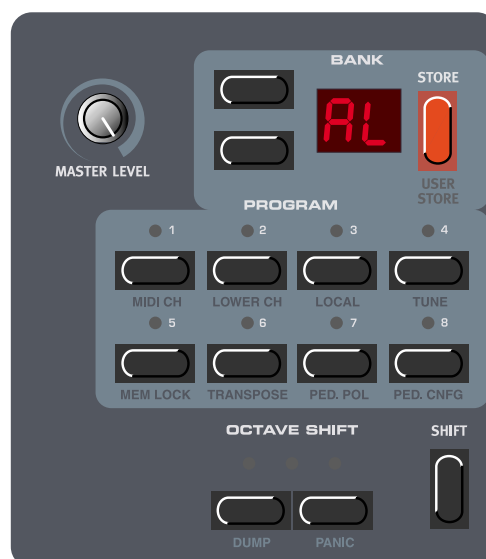 BANK
STORE
AL
MASTER LEVEL
USER
STORE
PROGRAM
1 2 3 4
MIDI CH LOWER CH LOCAL TUNE
5 6 7 8
MEM LOCK TRANSPOSE PED. POL PED. CNFG
OCTAVE SHIFT SHIFT
DUMP PANIC